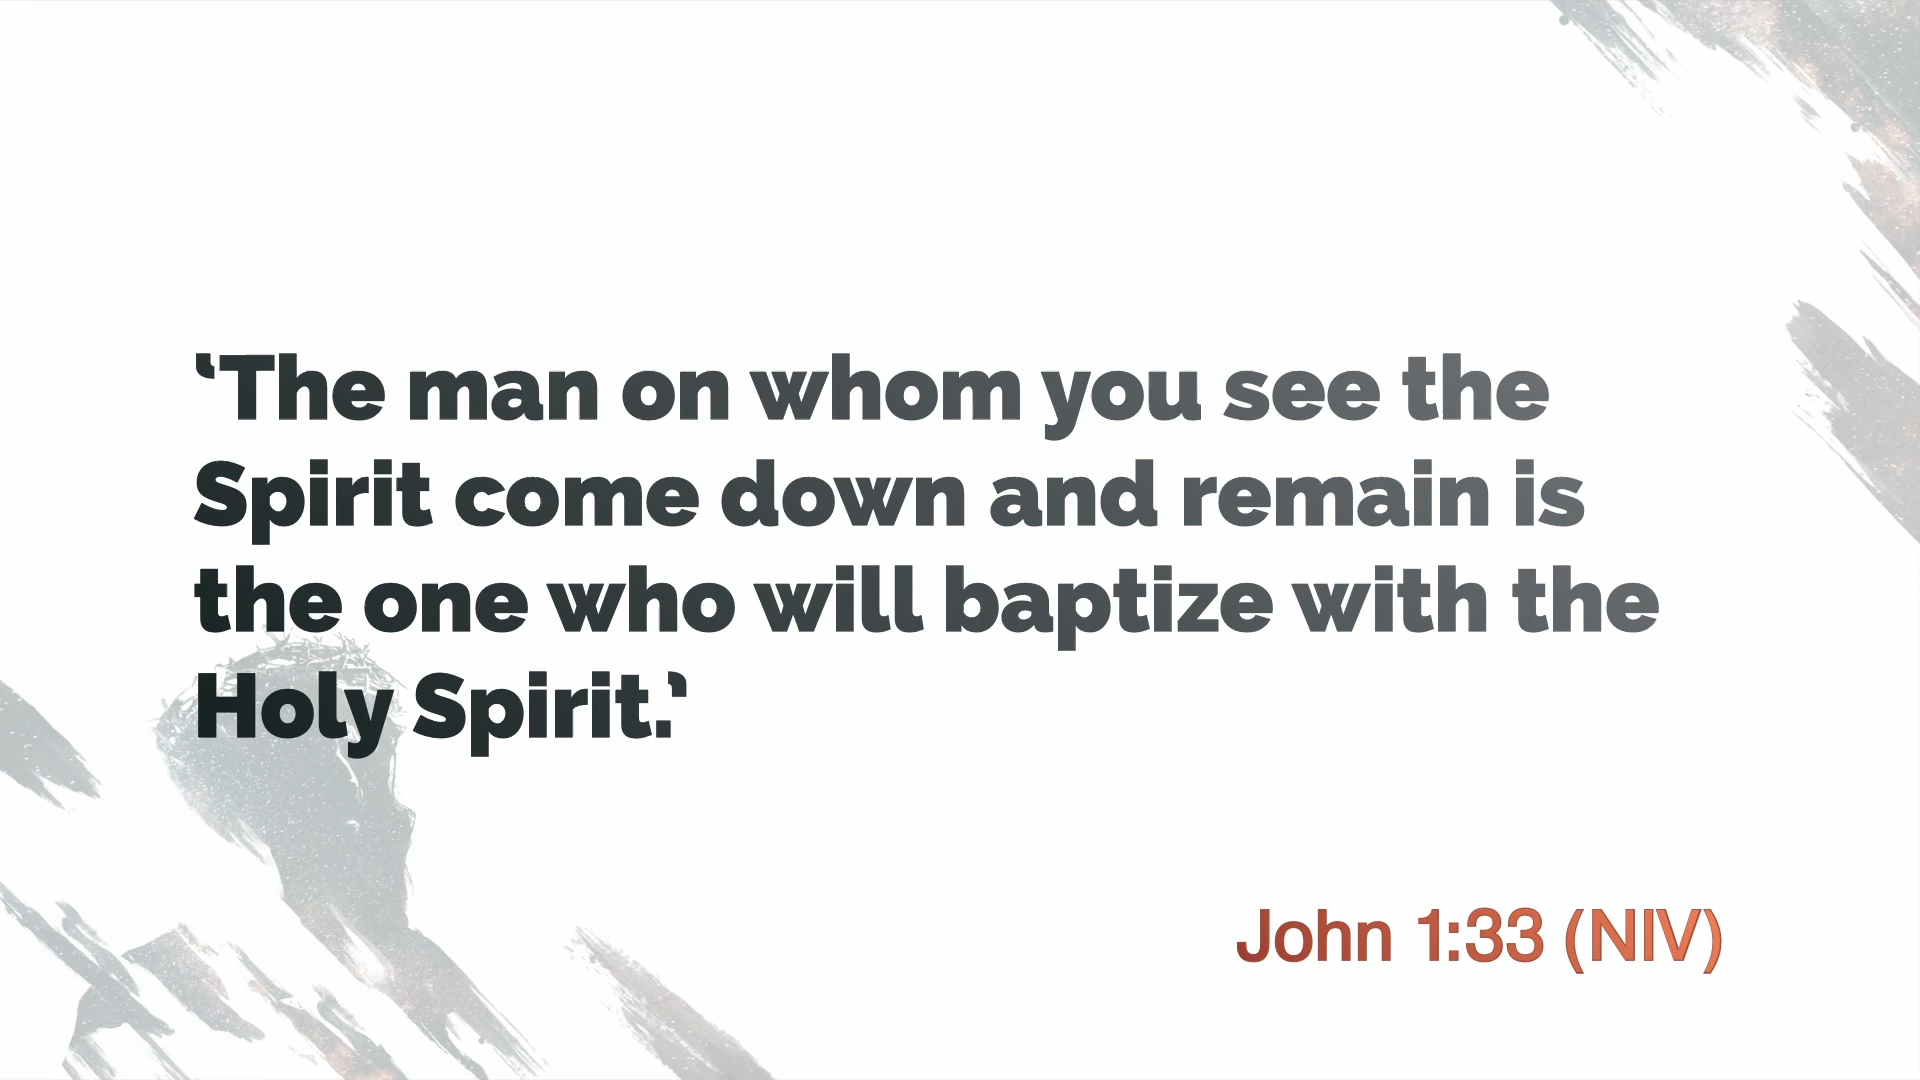 ‘The man on whom you see the
Spirit come down and remain is
the one who will baptize with the
Holy Spirit.’
John 1:33 (NIV)